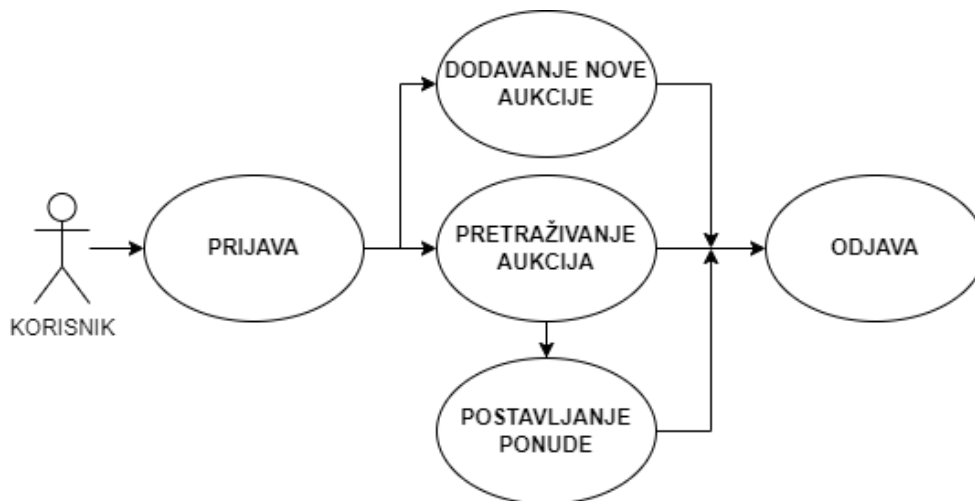 DODAVANJE NOVE
AUKCIJE
PRIJAVA
PRETRAŽIVANJE
AUKCIJA
ODJAVA
KORISNIK
POSTAVLJANJE
PONUDE